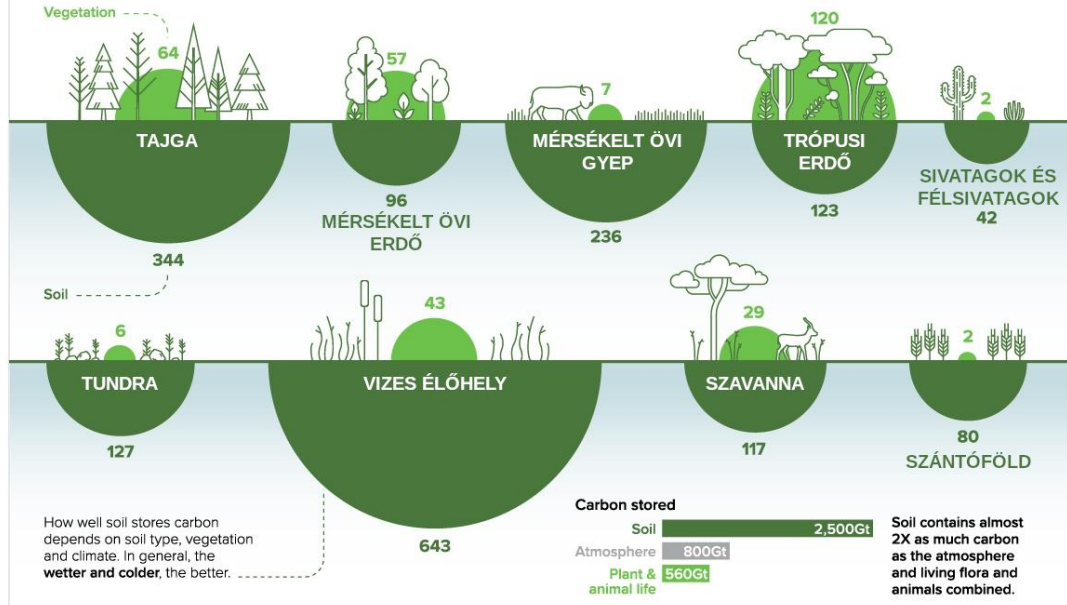 Vegetation
64
TAJGA
344
Soil
57
96
MÉRSÉKELT ÖVI
ERDŐ
7
MÉRSÉKELT ÖVI
GYEP
236
120
TRÓPUSI
ERDŐ
123
2
SIVATAGOK ÉS
FÉLSIVATAGOK
42
6
TUNDRA
127
43
VIZES ÉLŐHELY
643
29
SZAVANNA
117
2
80
SZÁNTÓFÖLD
How well soil stores carbon
depends on soil type, vegetation
and climate. In general, the
wetter and colder, the better.
Carbon stored
Soil 2,500Gt
Atmosphere 800Gt
Plant & 560Gt
animal life
Soil contains almost
2X as much carbon
as the atmosphere
and living flora and
animals combined.